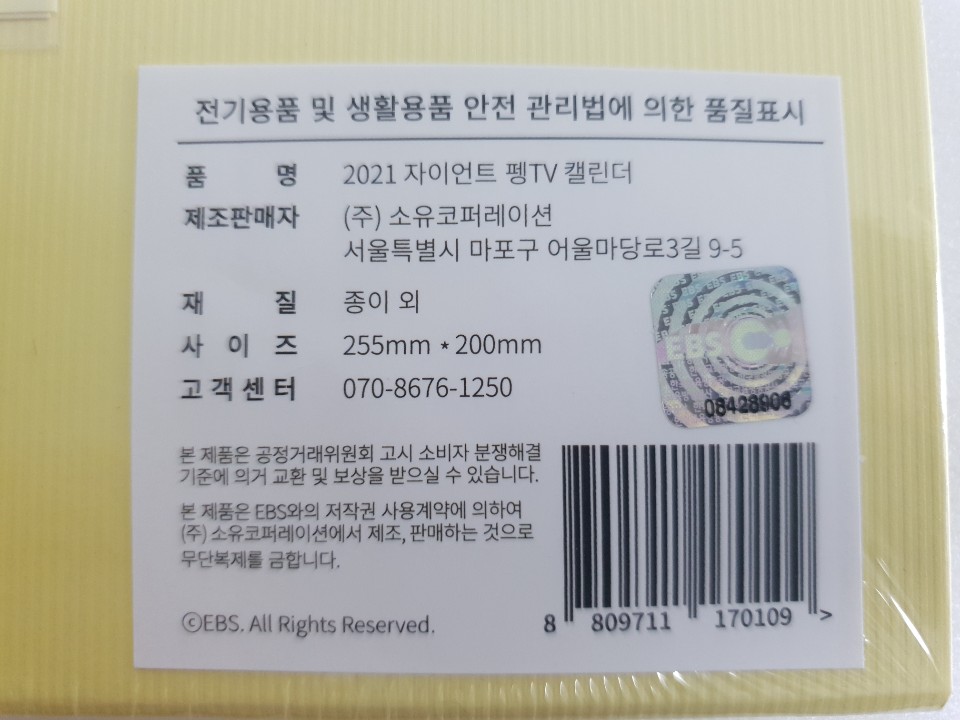 전기용품 및 생활용품 안전 관리법에 의한 품질표시
품 명 2021 자이언트 펭TV 캘린더
제조판매자 (주) 소유코퍼레이션
서울특별시 마포구 어울마당로3길 9-5
재 질 종이 외
사 이 즈 255mm * 200mm
고객센터 070-8676-1250
EBS
08428908
본 제품은 공정거래위원회 고시 소비자 분쟁해결
기준에 의거 교환 및 보상을 받으실 수 있습니다.
본 제품은 EBS와의 저작권 사용계약에 의하여
(주) 소유코퍼레이션에서 제조, 판매하는 것으로
무단복제를 금합니다.
ⓒEBS. All Rights Reserved.
8 809711 170109 >